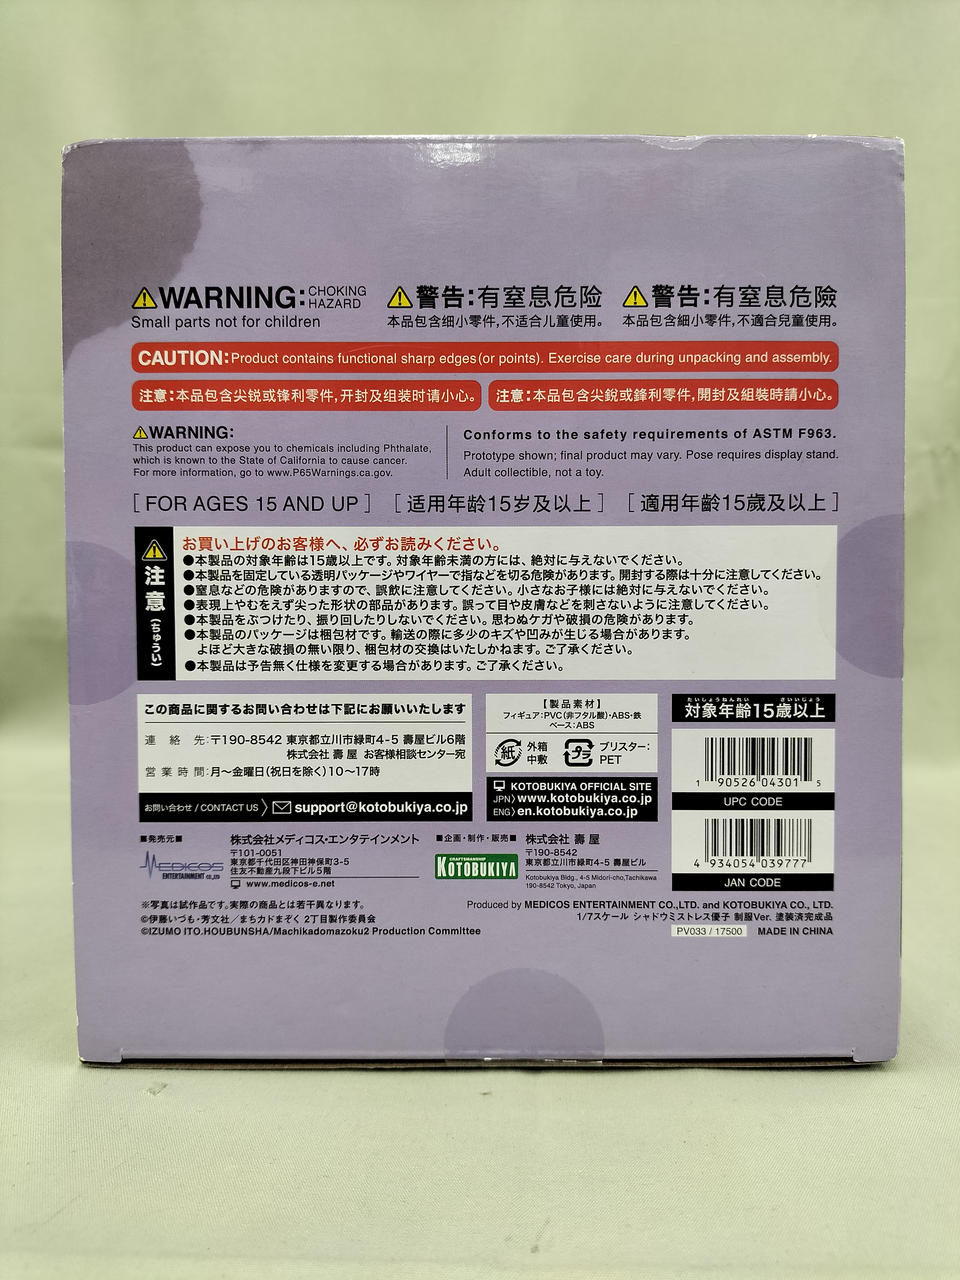 WARNING: CHOKING HAZARD
Small parts not for children
警告:有窒息危险
本品包含细小零件,不适合儿童使用。
警告:有窒息危險
本品包含細小零件,不適合兒童使用。
CAUTION:Product contains functional sharp edges(or points). Exercise care during unpacking and assembly.
注意:本品包含尖锐或锋利零件,开封及组装时请小心。
注意:本品包含尖銳或鋒利零件,開封及組裝時請小心。
WARNING:
This product can expose you to chemicals including Phthalate,
which is known to the State of California to cause cancer.
For more information, go to www.P65Warnings.ca.gov.
Conforms to the safety requirements of ASTM F963.
Prototype shown; final product may vary. Pose requires display stand.
Adult collectible, not a toy.
[ FOR AGES 15 AND UP ] [ 适用年龄15岁及以上 ] [ 適用年齡15歲及以上 ]
注意(ちゅうい)
お買い上げのお客様へ、必ずお読みください。
●本製品の対象年齢は15歳以上です。対象年齢未満の方には、絶対に与えないでください。
●本製品を固定している透明パッケージやワイヤーで指などを切る危険があります。開封する際は十分に注意してください。
●窒息などの危険がありますので、誤飲に注意してください。小さなお子様には絶対に与えないでください。
●表現上やむをえず尖った形状の部品があります。誤って目や皮膚などを刺さないように注意してください。
●本製品をぶつけたり、振り回したりしないでください。思わぬケガや破損の危険があります。
●本製品のパッケージは梱包材です。輸送の際に多少のキズや凹みが生じる場合があります。
よほど大きな破損の無い限り、梱包材の交換はいたしかねます。ご了承ください。
●本製品は予告無く仕様を変更する場合があります。ご了承ください。
この商品に関するお問い合わせは下記にお願いいたします
連絡先:〒190-8542 東京都立川市緑町4-5 壽屋ビル6階
株式会社 壽屋 お客様相談センター宛
営業時間:月〜金曜日(祝日を除く)10〜17時
お問い合わせ / CONTACT US support@kotobukiya.co.jp
【製品素材】
フィギュア:PVC(非フタル酸)・ABS・鉄
ベース:ABS
紙 外箱
中敷
プラ ブリスター:
PET
KOTOBUKIYA OFFICIAL SITE
JPN〉www.kotobukiya.co.jp
ENG〉en.kotobukiya.co.jp
たいしょうねんれい さいいじょう
対象年齢15歳以上
1 90526 04301 5
UPC CODE
4 934054 039777
JAN CODE
■発売元■
MEDICOS
ENTERTAINMENT CO.,LTD
株式会社メディコス・エンタテインメント
〒101-0051
東京都千代田区神田神保町3-5
住友不動産九段下ビル5階
www.medicos-e.net
■企画・制作・販売■
CRAFTSMANSHIP
KOTOBUKIYA
株式会社 壽屋
〒190-8542
東京都立川市緑町4-5 壽屋ビル
Kotobukiya Bldg., 4-5 Midori-cho,Tachikawa
190-8542 Tokyo, Japan
※写真は試作品です。実際の商品とは若干異なります。
©伊藤いづも・芳文社/まちカドまぞく 2丁目製作委員会
©IZUMO ITO.HOUBUNSHA/Machikadomazoku2 Production Committee
Produced by MEDICOS ENTERTAINMENT CO.,LTD. and KOTOBUKIYA CO., LTD.
1/7スケール シャドウミストレス優子 制服Ver. 塗装済完成品
PV033 / 17500 MADE IN CHINA